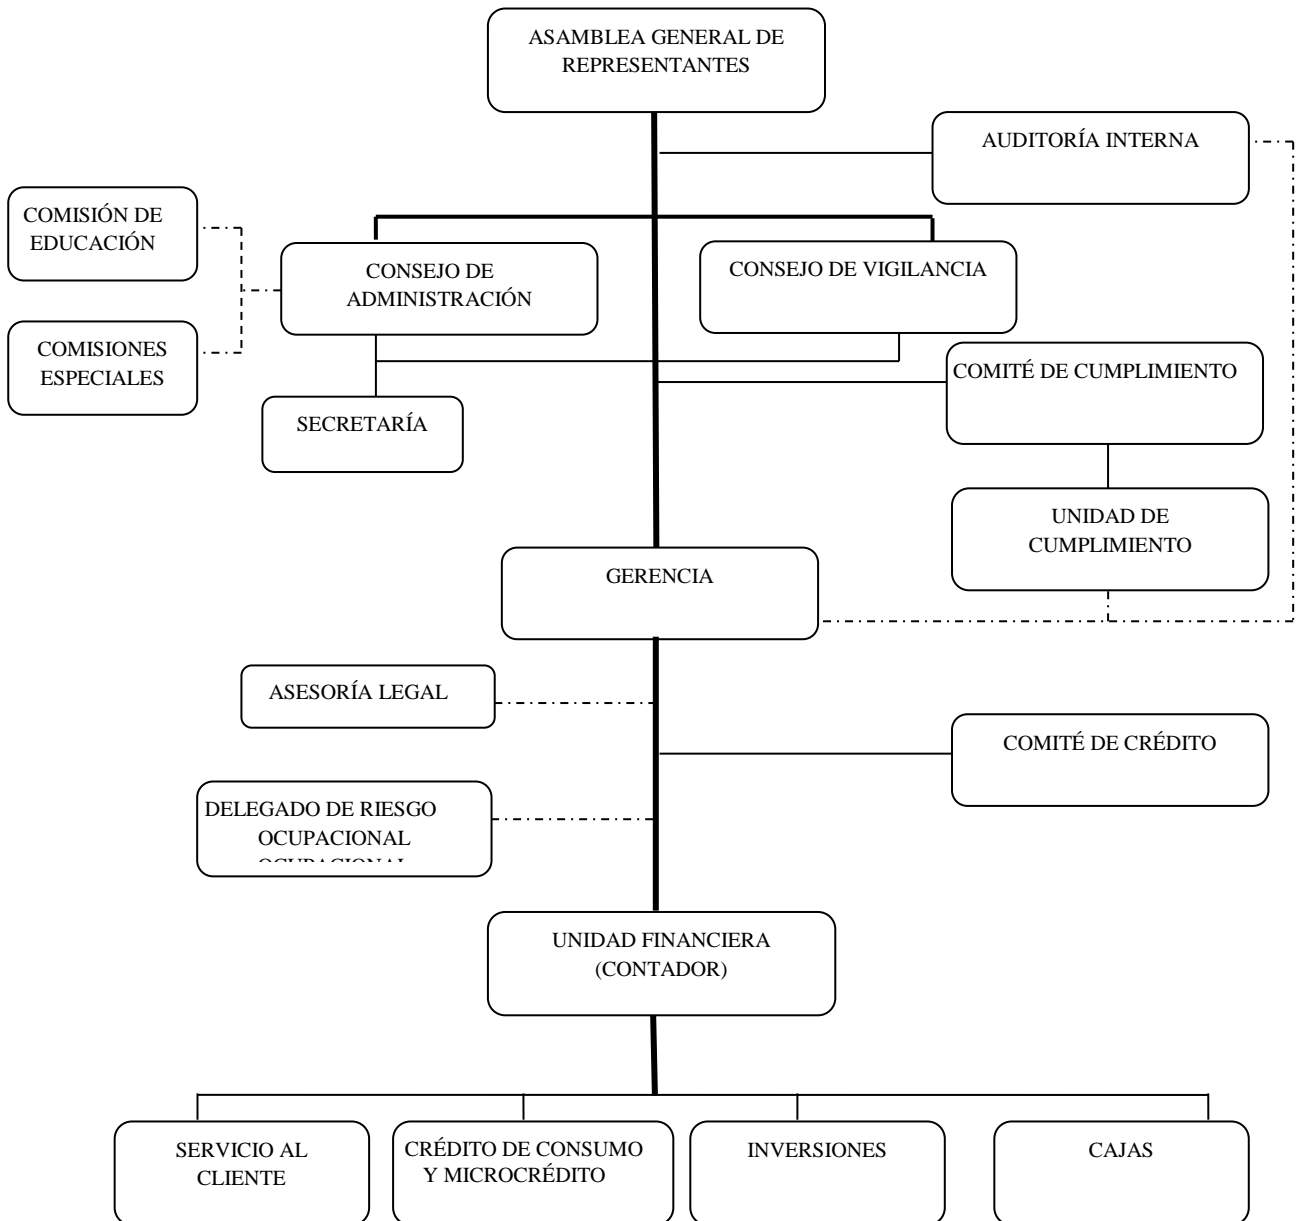 ASAMBLEA GENERAL DE
REPRESENTANTES
AUDITORÍA INTERNA
COMISIÓN DE
EDUCACIÓN
CONSEJO DE
ADMINISTRACIÓN
CONSEJO DE VIGILANCIA
COMISIONES
ESPECIALES
COMITÉ DE CUMPLIMIENTO
SECRETARÍA
UNIDAD DE
CUMPLIMIENTO
GERENCIA
ASESORÍA LEGAL
COMITÉ DE CRÉDITO
DELEGADO DE RIESGO
OCUPACIONAL
OCUPACIONAL
UNIDAD FINANCIERA
(CONTADOR)
SERVICIO AL
CLIENTE
CRÉDITO DE CONSUMO
Y MICROCRÉDITO
INVERSIONES
CAJAS